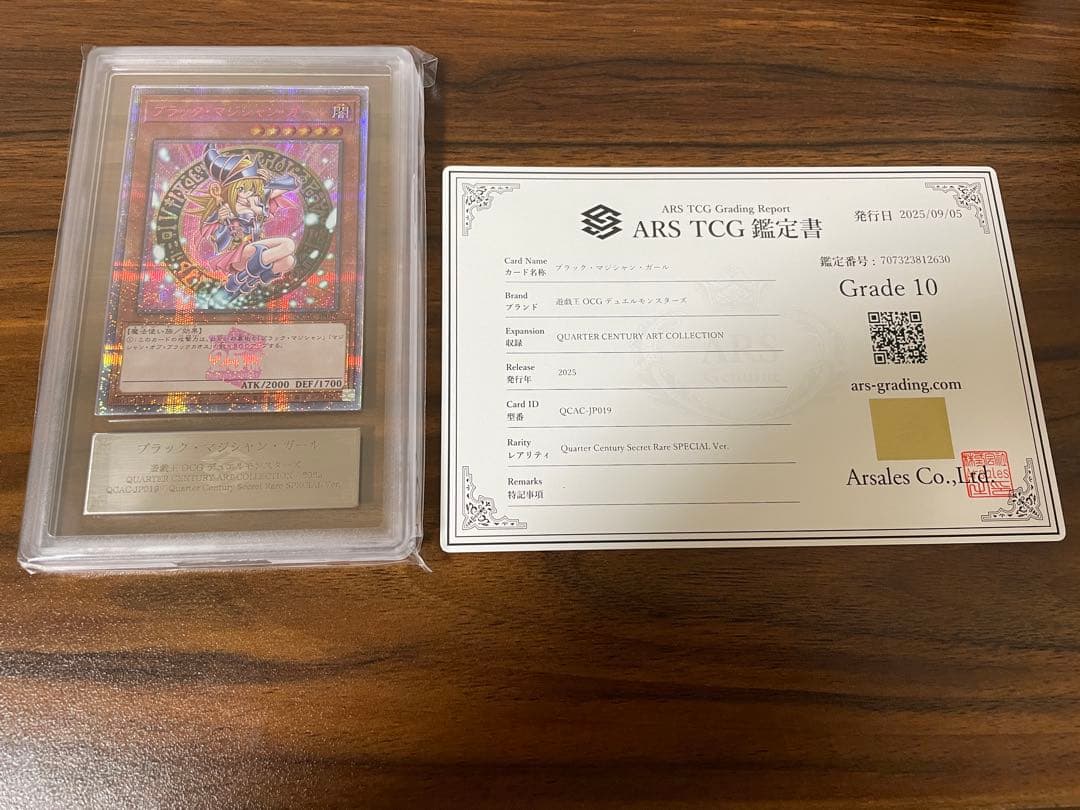 ブラック・マジシャン・ガール
闇
【魔法使い族/効果】
ATK/2000 DEF/1700
ブラック・マジシャン・ガール
遊戯王 OCG デュエルモンスターズ
QUARTER CENTURY ART COLLECTION
QCAC-JP019 Quarter Century Secret Rare SPECIAL Ver.
ARS TCG Grading Report
ARS TCG 鑑定書
発行日 2025/09/05
鑑定番号 : 707323812630
Grade 10
ars-grading.com
Arsales Co.,Ltd.
Card Name
カード名称 ブラック・マジシャン・ガール
Brand
ブランド 遊戯王 OCG デュエルモンスターズ
Expansion
収録 QUARTER CENTURY ART COLLECTION
Release
発行年 2025
Card ID
型番 QCAC-JP019
Rarity
レアリティ Quarter Century Secret Rare SPECIAL Ver.
Remarks
特記事項 -
ARS